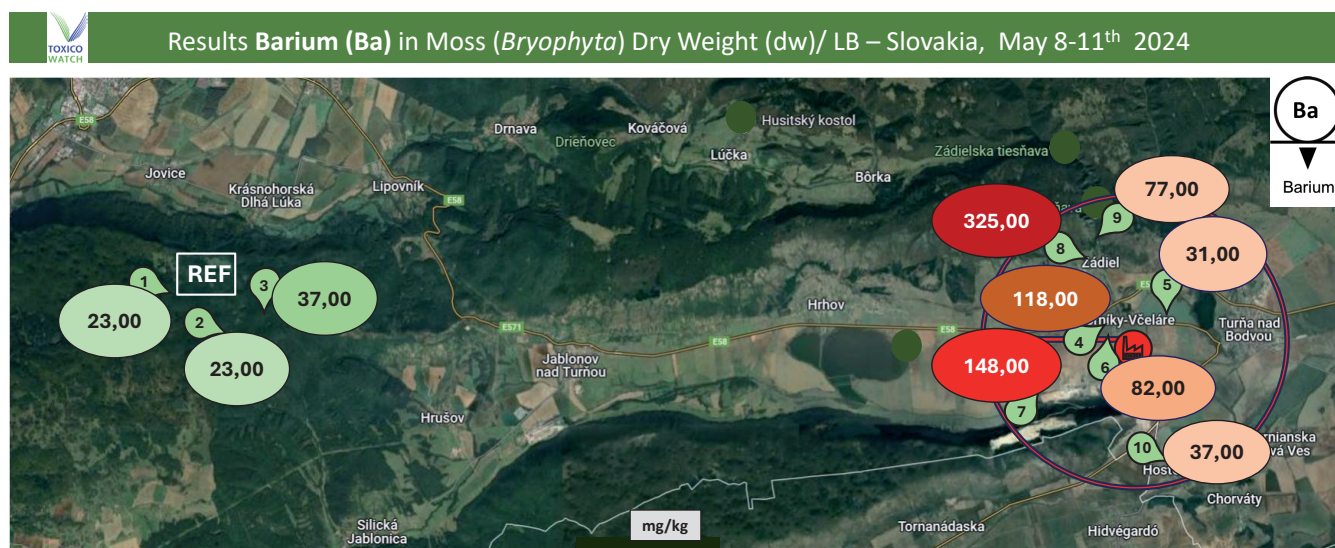 TOXICO
WATCH
Results Barium (Ba) in Moss (Bryophyta) Dry Weight (dw)/ LB – Slovakia, May 8-11th 2024
Ba
Barium
E58
Jovice
Krásnohorská
Dlhá Lúka
Lipovník
E58
Drnava
Drieňovec
Kováčová
Lúčka
Husitský kostol
Bôrka
Zádielska tiesňava
77,00
325,00
9
8
Zádiel
31,00
5
1
REF
3
37,00
23,00
2
23,00
118,00
Hrhov
E571
E58
E58
4
Turňa nad
Bodvou
Jablonov
nad Turňou
148,00
6
82,00
7
Hrušov
10
37,00
Chorváty
Silická
Jablonica
mg/kg
Tornanádaska
Hidvégardó